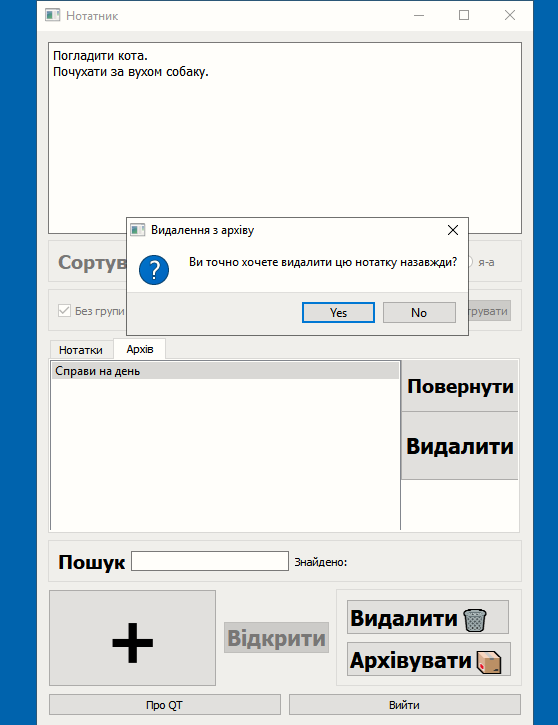 Нотатник
Погладити кота.
Почухати за вухом собаку.
Видалення з архіву
Ви точно хочете видалити цю нотатку назавжди?
Yes
No
Сортув
я-а
Без групи
трувати
Нотатки
Архів
Справи на день
Повернути
Видалити
Пошук
Знайдено:
+
Відкрити
Видалити
Архівувати
Про QT
Вийти